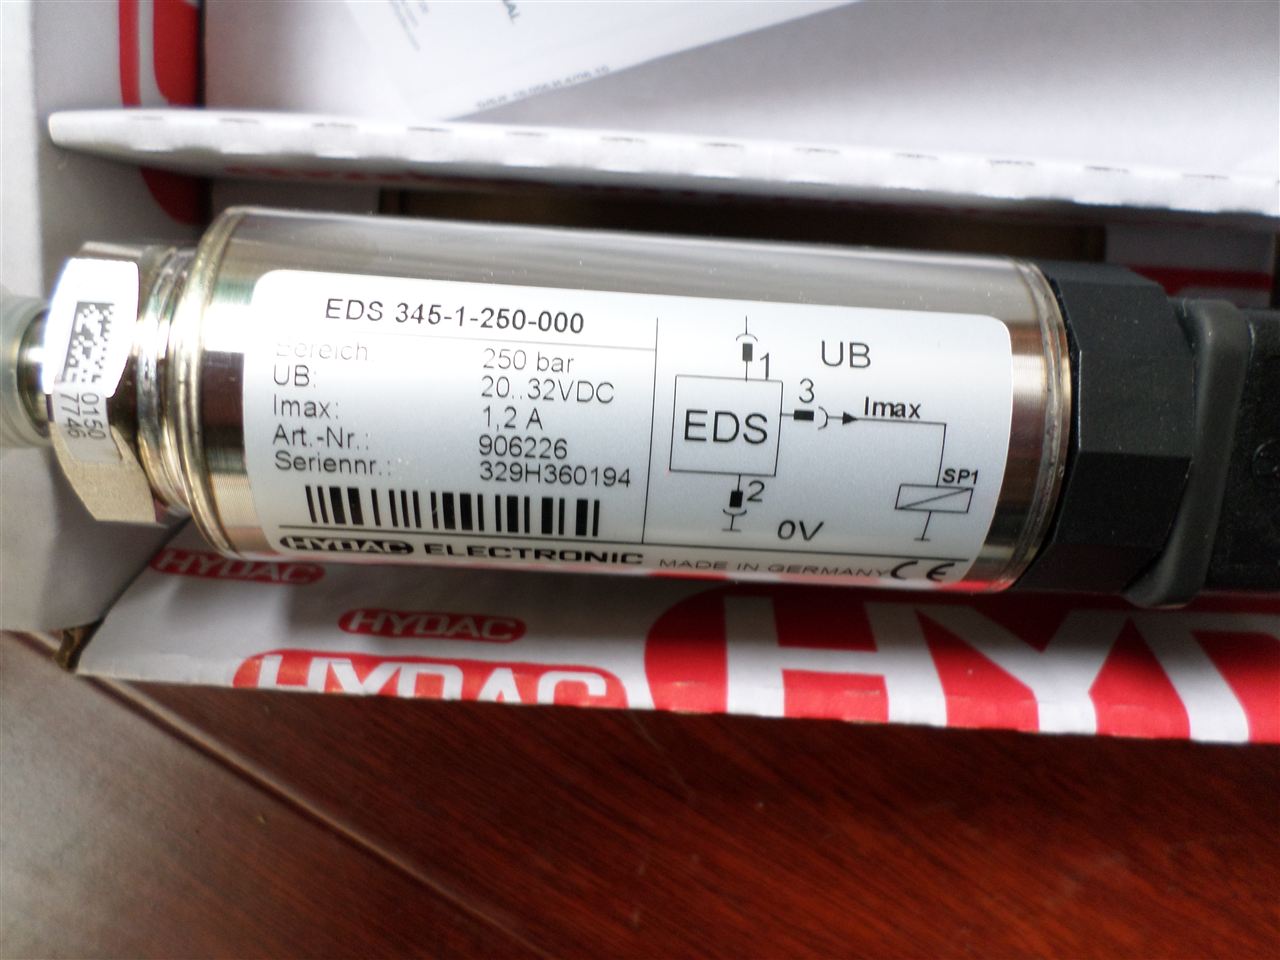 EDS 345-1-250-000
Bereich 250 bar
UB: 20..32VDC
Imax: 1,2 A
Art.-Nr.: 906226
Seriennr.: 329H360194
HYDAC ELECTRONIC MADE IN GERMANY CE
1
UB
3
Imax
EDS
SP1
2
0V
0150
7746
HYDAC
HYDAC
HYDAC
HY